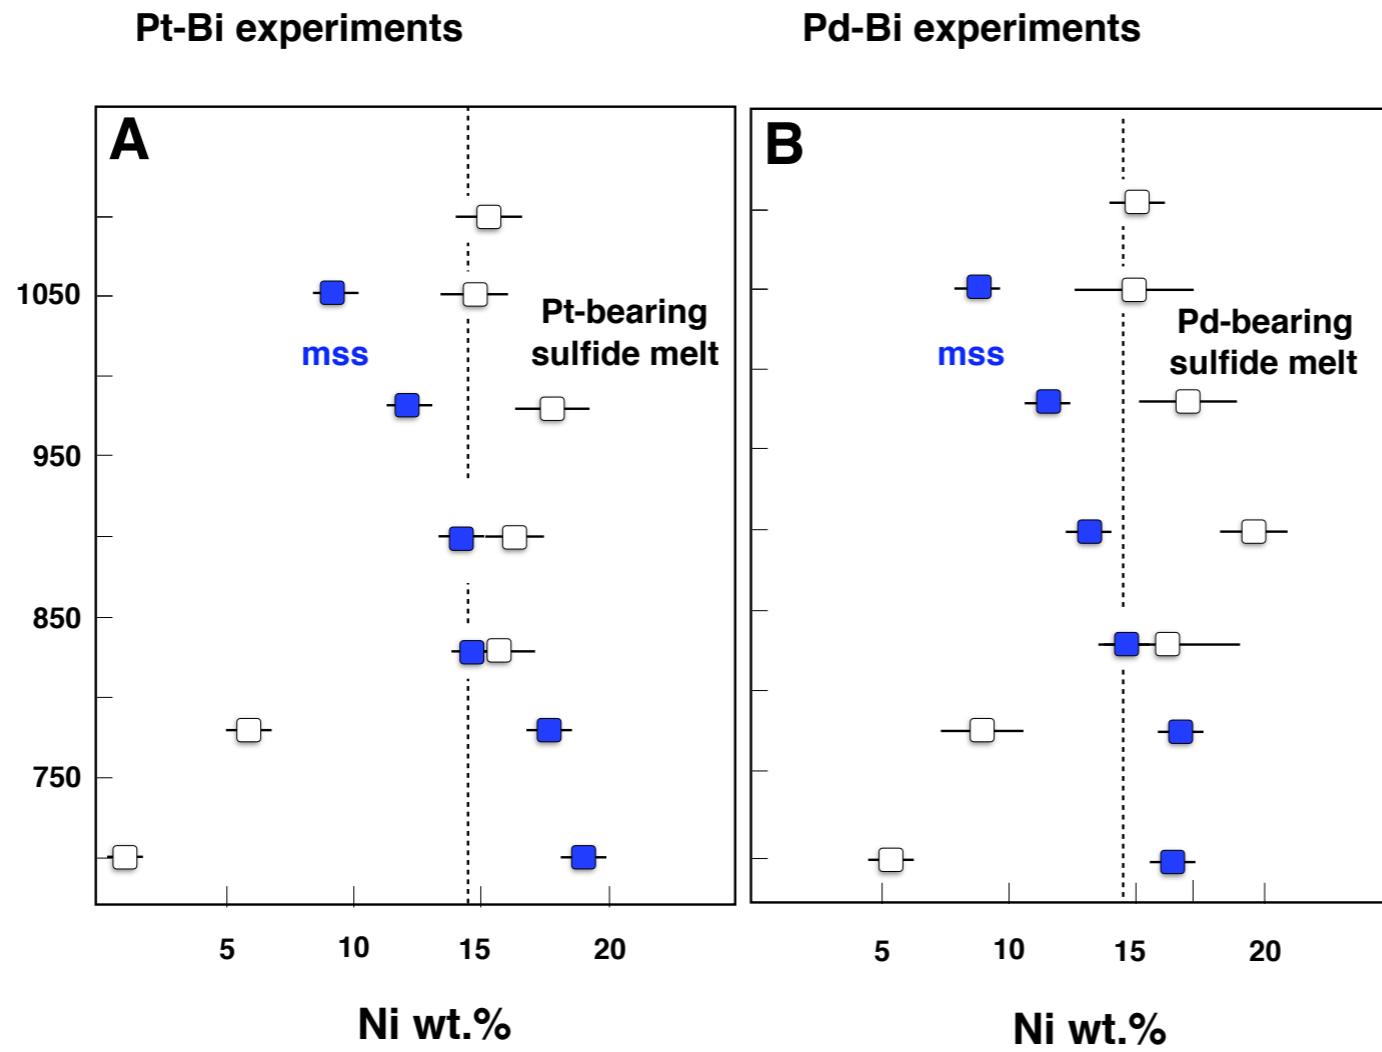 Pt-Bi experiments
Pd-Bi experiments
A
B
1050
950
850
750
mss
Pt-bearing
sulfide melt
mss
Pd-bearing
sulfide melt
5 10 15 20
5 10 15 20
Ni wt.%
Ni wt.%